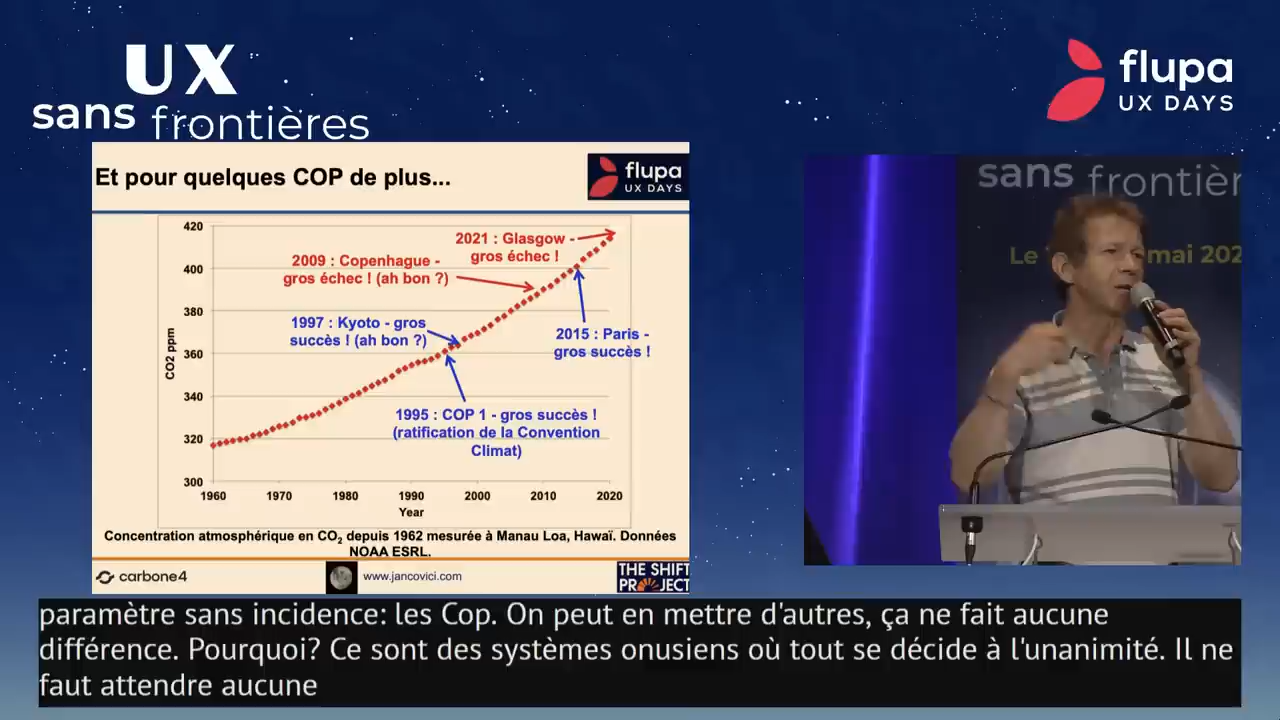 UX
sans frontières
flupa
UX DAYS
Et pour quelques COP de plus...
flupa
UX DAYS
420
400
380
360
340
320
300
CO2 ppm
2021 : Glasgow -
gros échec !
2009 : Copenhague -
gros échec ! (ah bon ?)
1997 : Kyoto - gros
succès ! (ah bon ?)
2015 : Paris -
gros succès !
1995 : COP 1 - gros succès !
(ratification de la Convention
Climat)
1960 1970 1980 1990 2000 2010 2020
Year
Concentration atmosphérique en CO2 depuis 1962 mesurée à Manau Loa, Hawaï. Données
NOAA ESRL.
carbone4
www.jancovici.com
THE SHIFT
PROJECT
sans frontièr
Le mai 202
paramètre sans incidence: les Cop. On peut en mettre d'autres, ça ne fait aucune
différence. Pourquoi? Ce sont des systèmes onusiens où tout se décide à l'unanimité. Il ne
faut attendre aucune